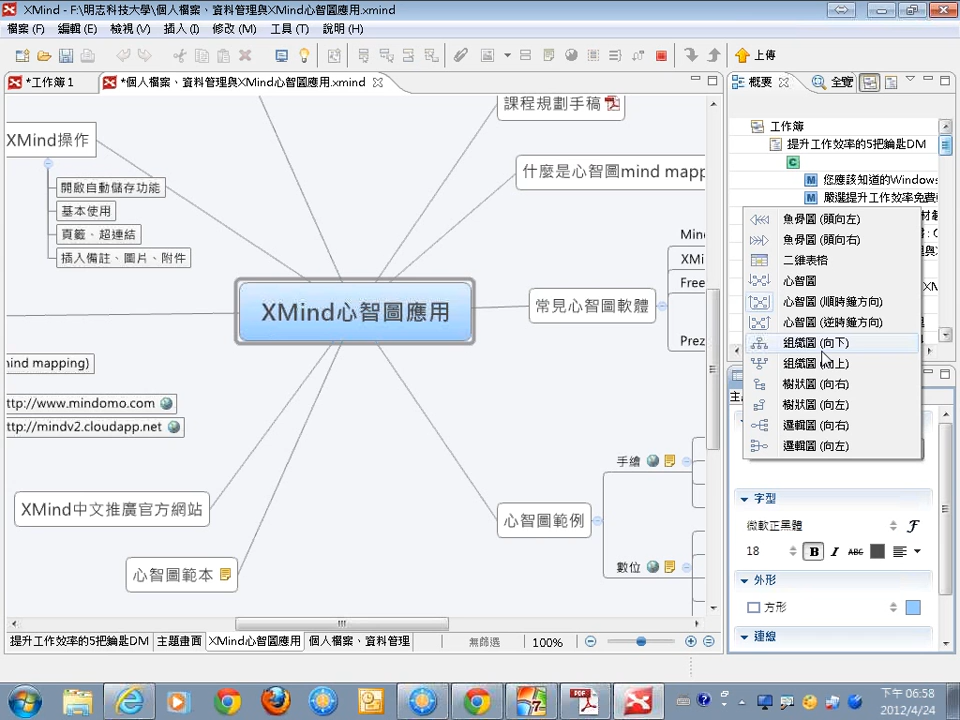 XMind - F:\明志科技大學\個人檔案、資料管理與XMind心智圖應用.xmind
檔案 (F) 編輯 (E) 檢視 (V) 插入 (I) 修改 (M) 工具 (T) 說明 (H)
上傳
*工作簿 1
*個人檔案、資料管理與XMind心智圖應用.xmind
概要
全覽
XMind操作
開啟自動儲存功能
基本使用
頁籤、超連結
插入備註、圖片、附件
課程規劃手稿
什麼是心智圖mind mapp
XMind心智圖應用
常見心智圖軟體
Mind
XMi
Free
Prez
ind mapping)
ttp://www.mindomo.com
ttp://mindv2.cloudapp.net
XMind中文推廣官方網站
心智圖範本
心智圖範例
手繪
數位
工作簿
提升工作效率的5把鑰匙DM
您應該知道的Windows
嚴選提升工作效率免費
魚骨圖 (頭向左)
魚骨圖 (頭向右)
二維表格
心智圖
心智圖 (順時鐘方向)
心智圖 (逆時鐘方向)
組織圖 (向下)
組織圖 (向上)
樹狀圖 (向右)
樹狀圖 (向左)
邏輯圖 (向右)
邏輯圖 (向左)
字型
微軟正黑體
18
B I ABC
外形
方形
連線
提升工作效率的5把鑰匙DM 主題畫面 XMind心智圖應用 個人檔案、資料管理
無篩選
100%
下午 06:58
2012/4/24